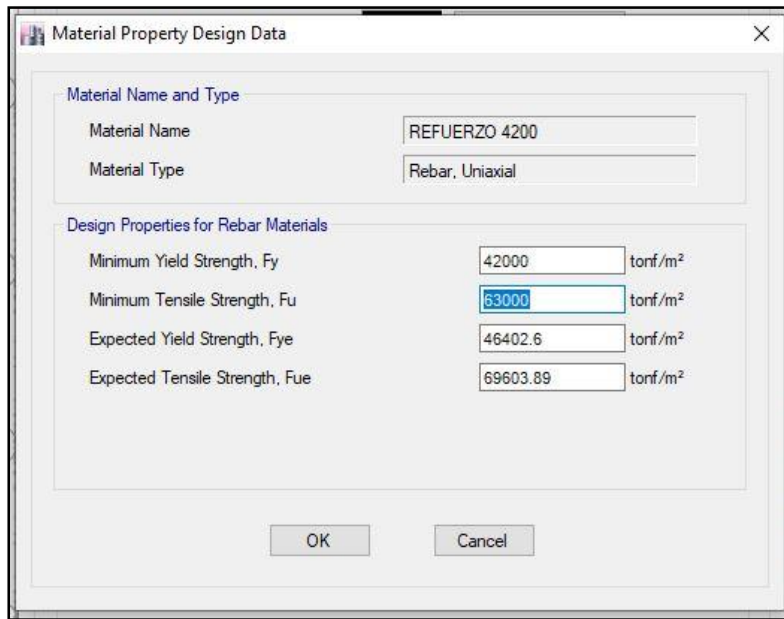 Material Property Design Data
Material Name and Type
Material Name REFUERZO 4200
Material Type Rebar, Uniaxial
Design Properties for Rebar Materials
Minimum Yield Strength, Fy 42000 tonf/m²
Minimum Tensile Strength, Fu 63000 tonf/m²
Expected Yield Strength, Fye 46402.6 tonf/m²
Expected Tensile Strength, Fue 69603.89 tonf/m²
OK Cancel